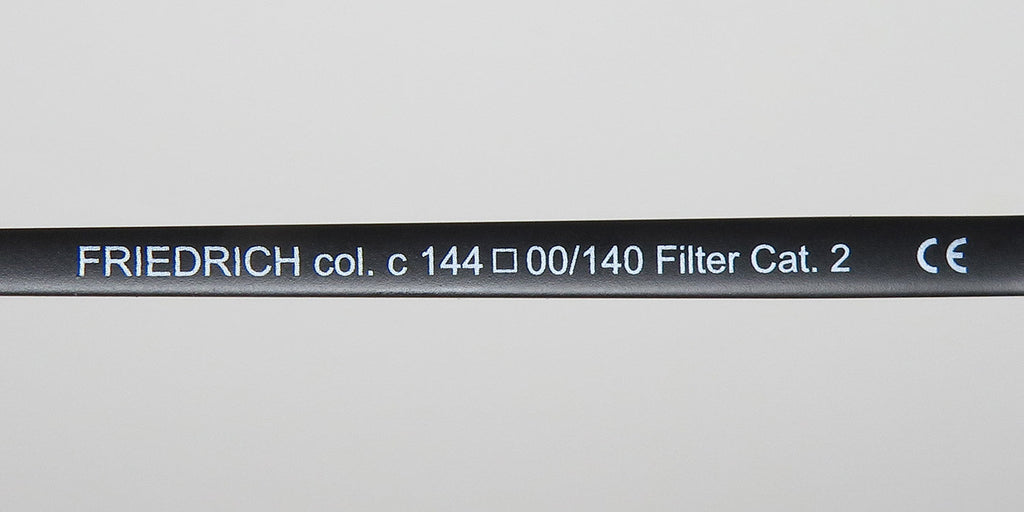 FRIEDRICH col. c 144□00/140 Filter Cat. 2 CE